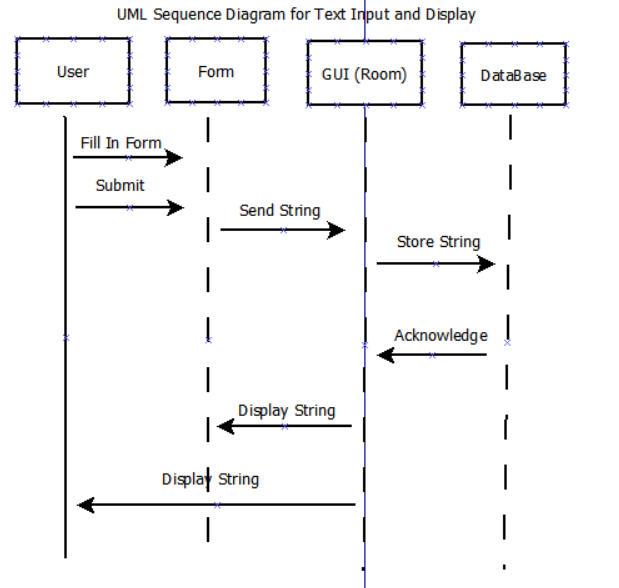 UML Sequence Diagram for Text Input and Display
User
Form
GUI (Room)
DataBase
Fill In Form
Submit
Send String
Store String
Acknowledge
Display String
Display String